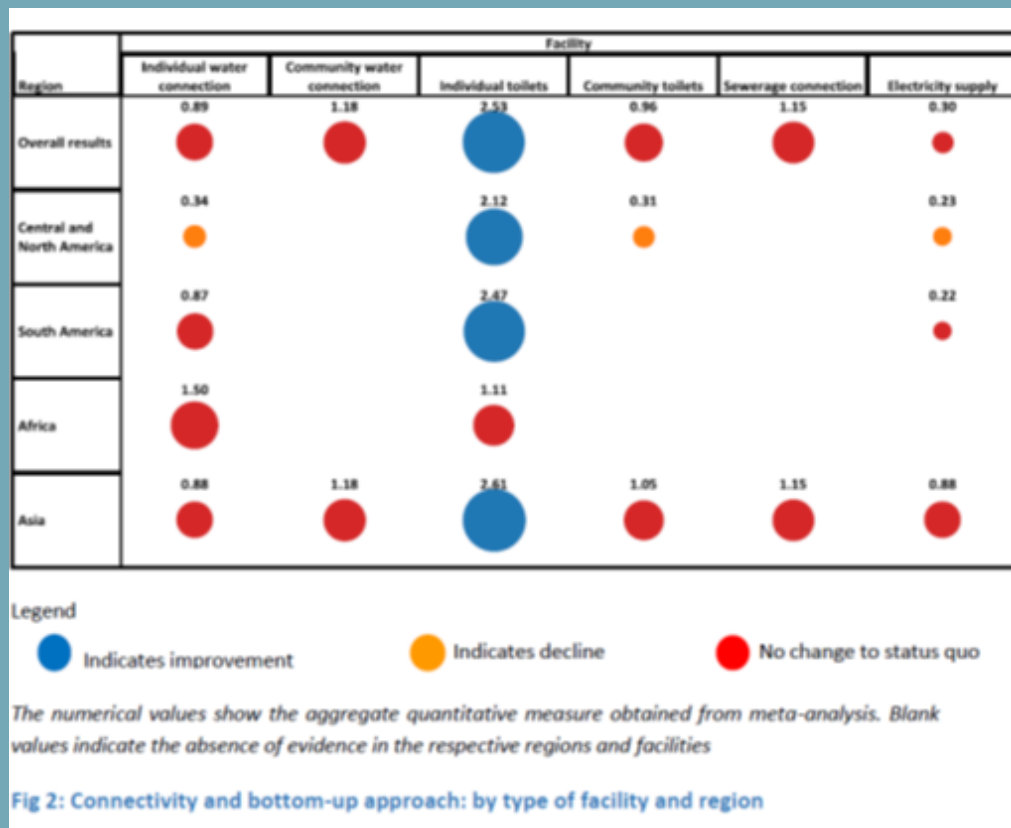 Facility
Region
Individual water connection
Community water connection
Individual toilets
Community toilets
Sewerage connection
Electricity supply
Overall results
0.89 1.18 2.53 0.96 1.15 0.30
Central and North America
0.34 2.12 0.31 0.23
South America
0.87 2.47 0.22
Africa
1.50 1.11
Asia
0.88 1.18 2.61 1.05 1.15 0.88
Legend
Indicates improvement
Indicates decline
No change to status quo
The numerical values show the aggregate quantitative measure obtained from meta-analysis. Blank
values indicate the absence of evidence in the respective regions and facilities
Fig 2: Connectivity and bottom-up approach: by type of facility and region